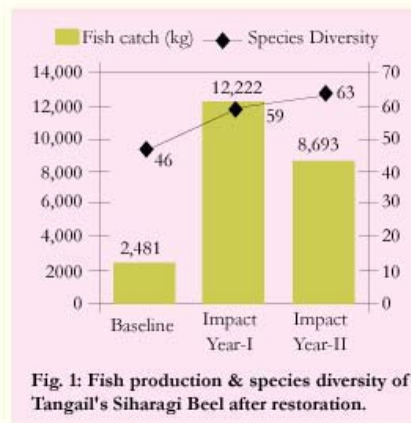 Fish catch (kg) Species Diversity
14,000 70
12,222 63
12,000 60
59
10,000 50
46 8,693
8,000 40
6,000 30
4,000 20
2,481
2000 10
0 0
Baseline Impact Impact
Year-I Year-II
Fig. 1: Fish production & species diversity of
Tangail's Siharagi Beel after restoration.